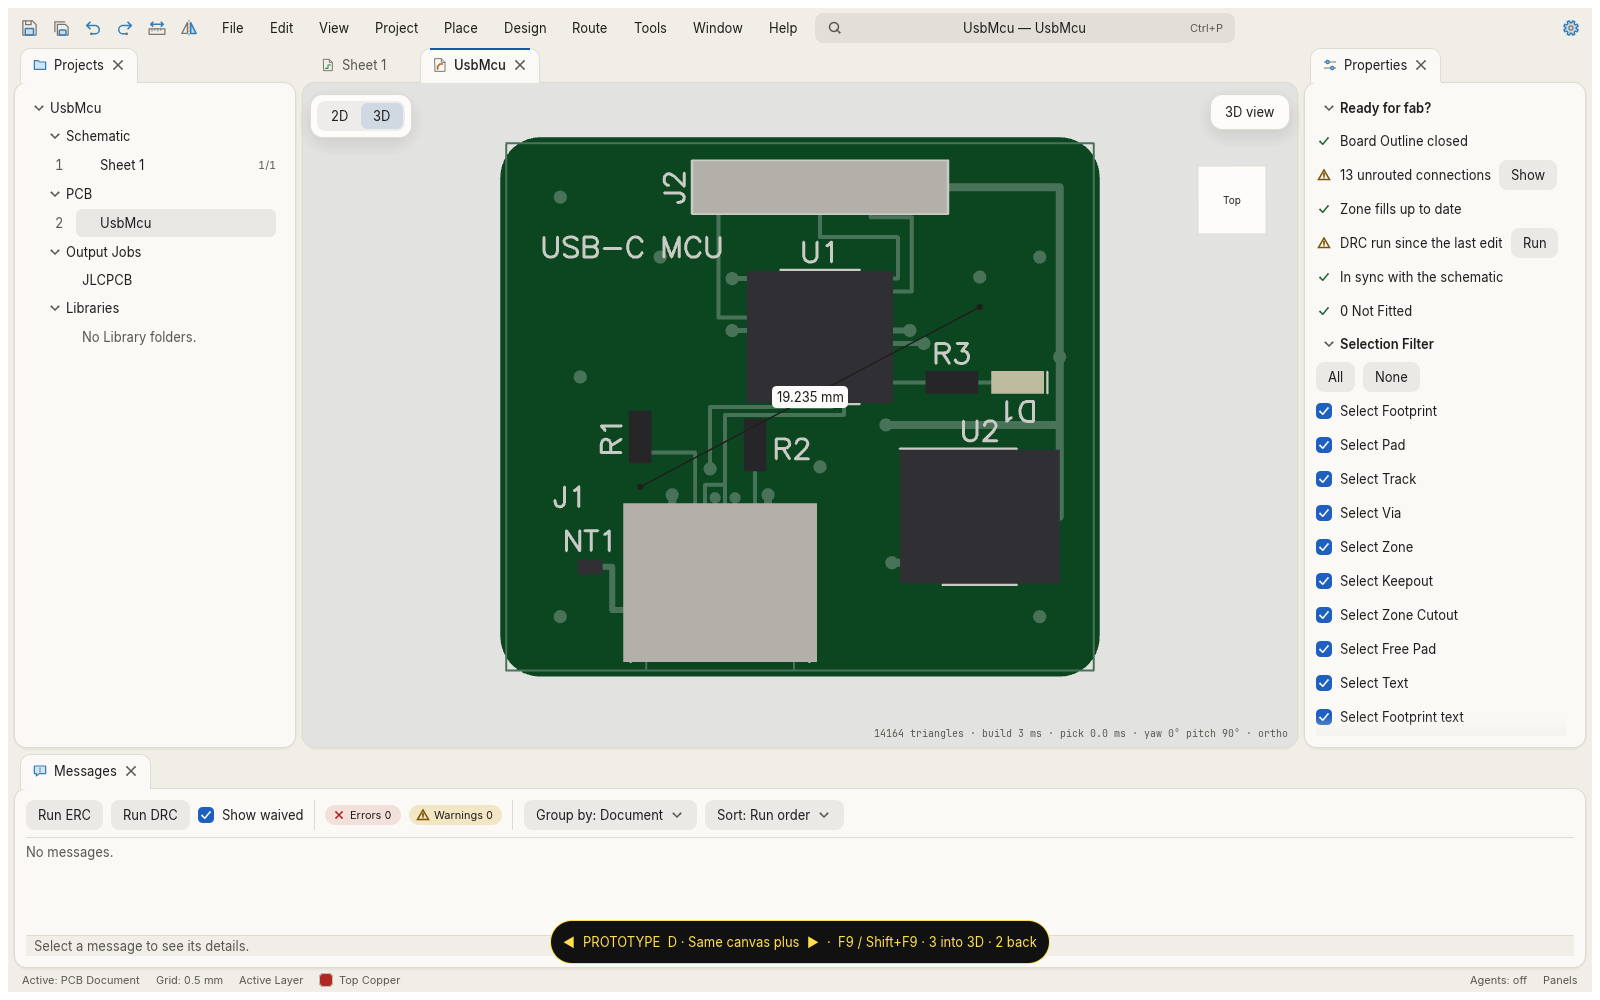 File Edit View Project Place Design Route Tools Window Help
UsbMcu — UsbMcu Ctrl+P
Projects
Sheet 1
UsbMcu
Properties
UsbMcu
Schematic
1 Sheet 1 1/1
PCB
2 UsbMcu
Output Jobs
JLCPCB
Libraries
No Library folders.
2D 3D
3D view
Top
J2
USB-C MCU
U1
R3
19.235 mm
D1
U2
R1
R2
J1
NT1
14164 triangles · build 3 ms · pick 0.0 ms · yaw 0° pitch 90° · ortho
Ready for fab?
Board Outline closed
13 unrouted connections Show
Zone fills up to date
DRC run since the last edit Run
In sync with the schematic
0 Not Fitted
Selection Filter
All None
Select Footprint
Select Pad
Select Track
Select Via
Select Zone
Select Keepout
Select Zone Cutout
Select Free Pad
Select Text
Select Footprint text
Messages
Run ERC Run DRC Show waived Errors 0 Warnings 0 Group by: Document Sort: Run order
No messages.
Select a message to see its details.
◀ PROTOTYPE D · Same canvas plus ▶ · F9 / Shift+F9 · 3 into 3D · 2 back
Active: PCB Document Grid: 0.5 mm Active Layer Top Copper Agents: off Panels